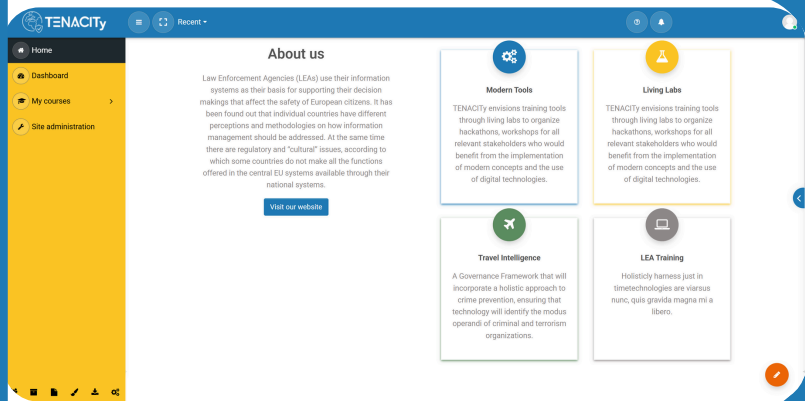 TENACITy
Recent
Home
Dashboard
My courses
Site administration
About us
Law Enforcement Agencies (LEAs) use their information
systems as their basis for supporting their decision
makings that affect the safety of European citizens. It has
been found out that individual countries have different
perceptions and methodologies on how information
management should be addressed. At the same time
there are regulatory and “cultural” issues, according to
which some countries do not make all the functions
offered in the central EU systems available through their
national systems.
Visit our website
Modern Tools
TENACITy envisions training tools
through living labs to organize
hackathons, workshops for all
relevant stakeholders who would
benefit from the implementation
of modern concepts and the use
of digital technologies.
Living Labs
TENACITy envisions training tools
through living labs to organize
hackathons, workshops for all
relevant stakeholders who would
benefit from the implementation
of modern concepts and the use
of digital technologies.
Travel Intelligence
A Governance Framework that will
incorporate a holistic approach to
crime prevention, ensuring that
technology will identify the modus
operandi of criminal and terrorism
organizations.
LEA Training
Holisticly harness just in
timetechnologies are viarsus
nunc, quis gravida magna mi a
libero.